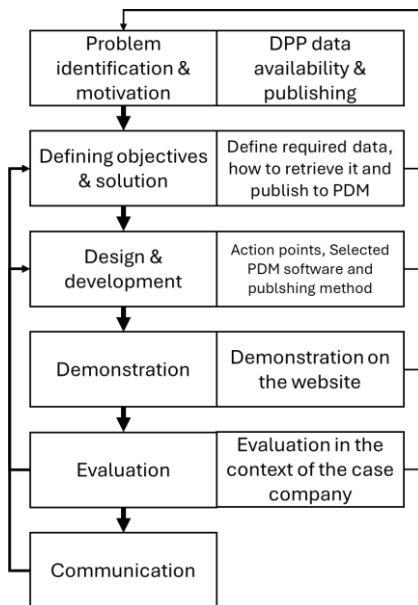 Problem
identification &
motivation
DPP data
availability &
publishing
Defining objectives
& solution
Define required data,
how to retrieve it and
publish to PDM
Design &
development
Action points, Selected
PDM software and
publshing method
Demonstration
Demonstration on
the website
Evaluation
Evaluation in the
context of the case
company
Communication